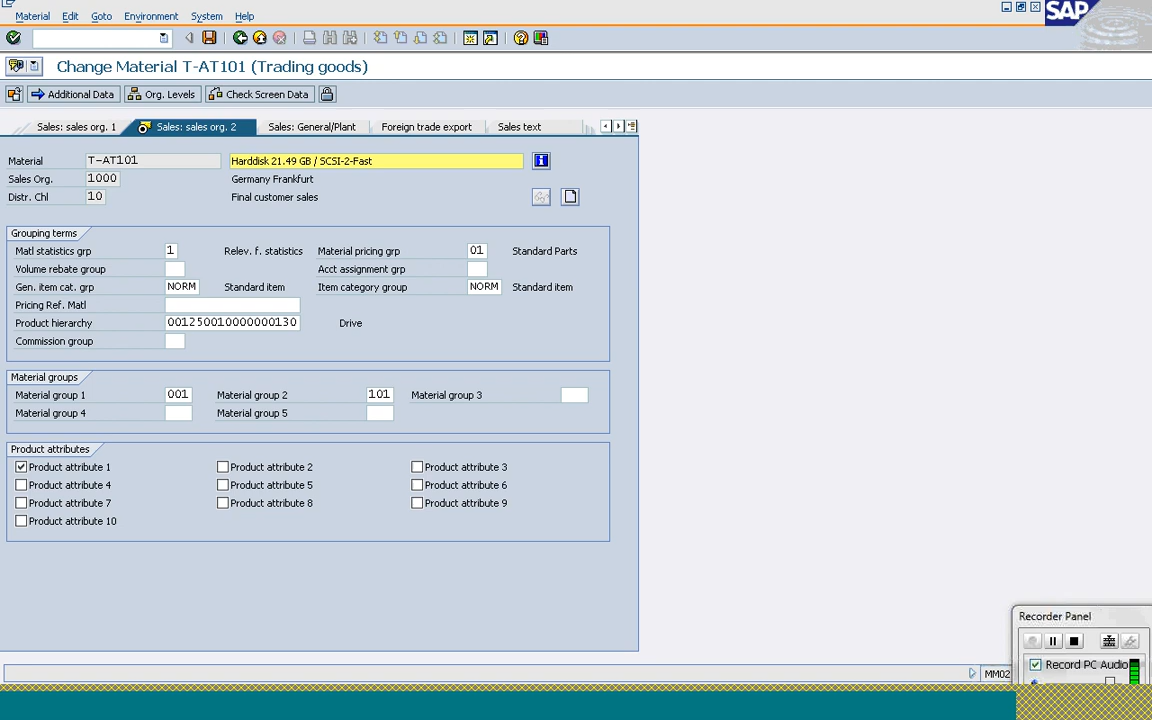 Material Edit Goto Environment System Help
SAP
Change Material T-AT101 (Trading goods)
Additional Data Org. Levels Check Screen Data
Sales: sales org. 1 Sales: sales org. 2 Sales: General/Plant Foreign trade export Sales text
Material T-AT101 Harddisk 21.49 GB / SCSI-2-Fast
Sales Org. 1000 Germany Frankfurt
Distr. Chl 10 Final customer sales
Grouping terms
Matl statistics grp 1 Relev. f. statistics Material pricing grp 01 Standard Parts
Volume rebate group Acct assignment grp
Gen. item cat. grp NORM Standard item Item category group NORM Standard item
Pricing Ref. Matl
Product hierarchy 001250010000000130 Drive
Commission group
Material groups
Material group 1 001 Material group 2 101 Material group 3
Material group 4 Material group 5
Product attributes
Product attribute 1 Product attribute 2 Product attribute 3
Product attribute 4 Product attribute 5 Product attribute 6
Product attribute 7 Product attribute 8 Product attribute 9
Product attribute 10
Recorder Panel
Record PC Audio
MM02